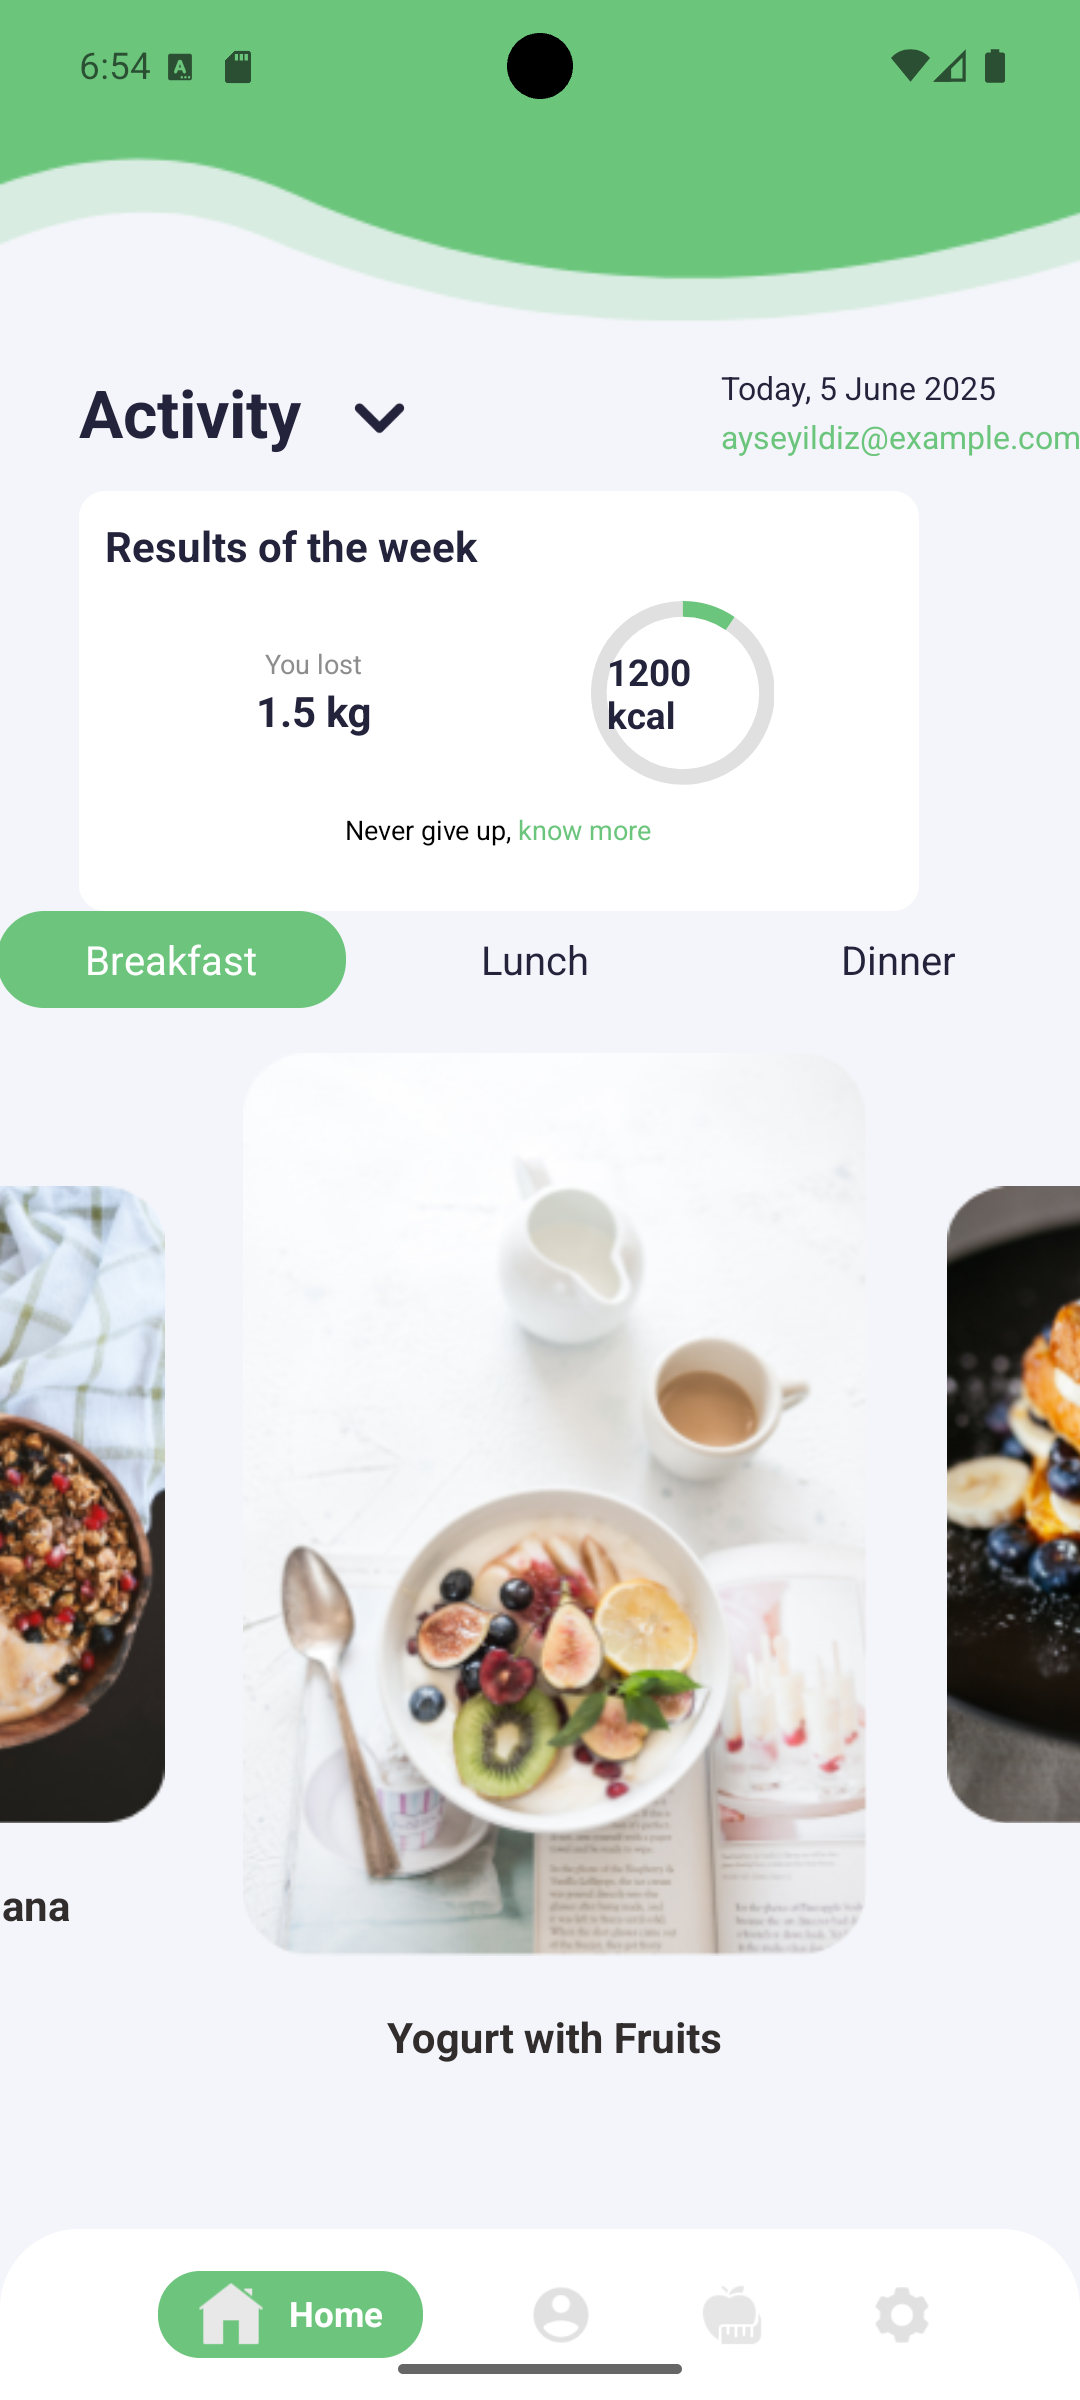 6:54
Activity
Today, 5 June 2025
ayseyildiz@example.com
Results of the week
You lost
1.5 kg
1200
kcal
Never give up, know more
Breakfast
Lunch
Dinner
ana
Yogurt with Fruits
Home